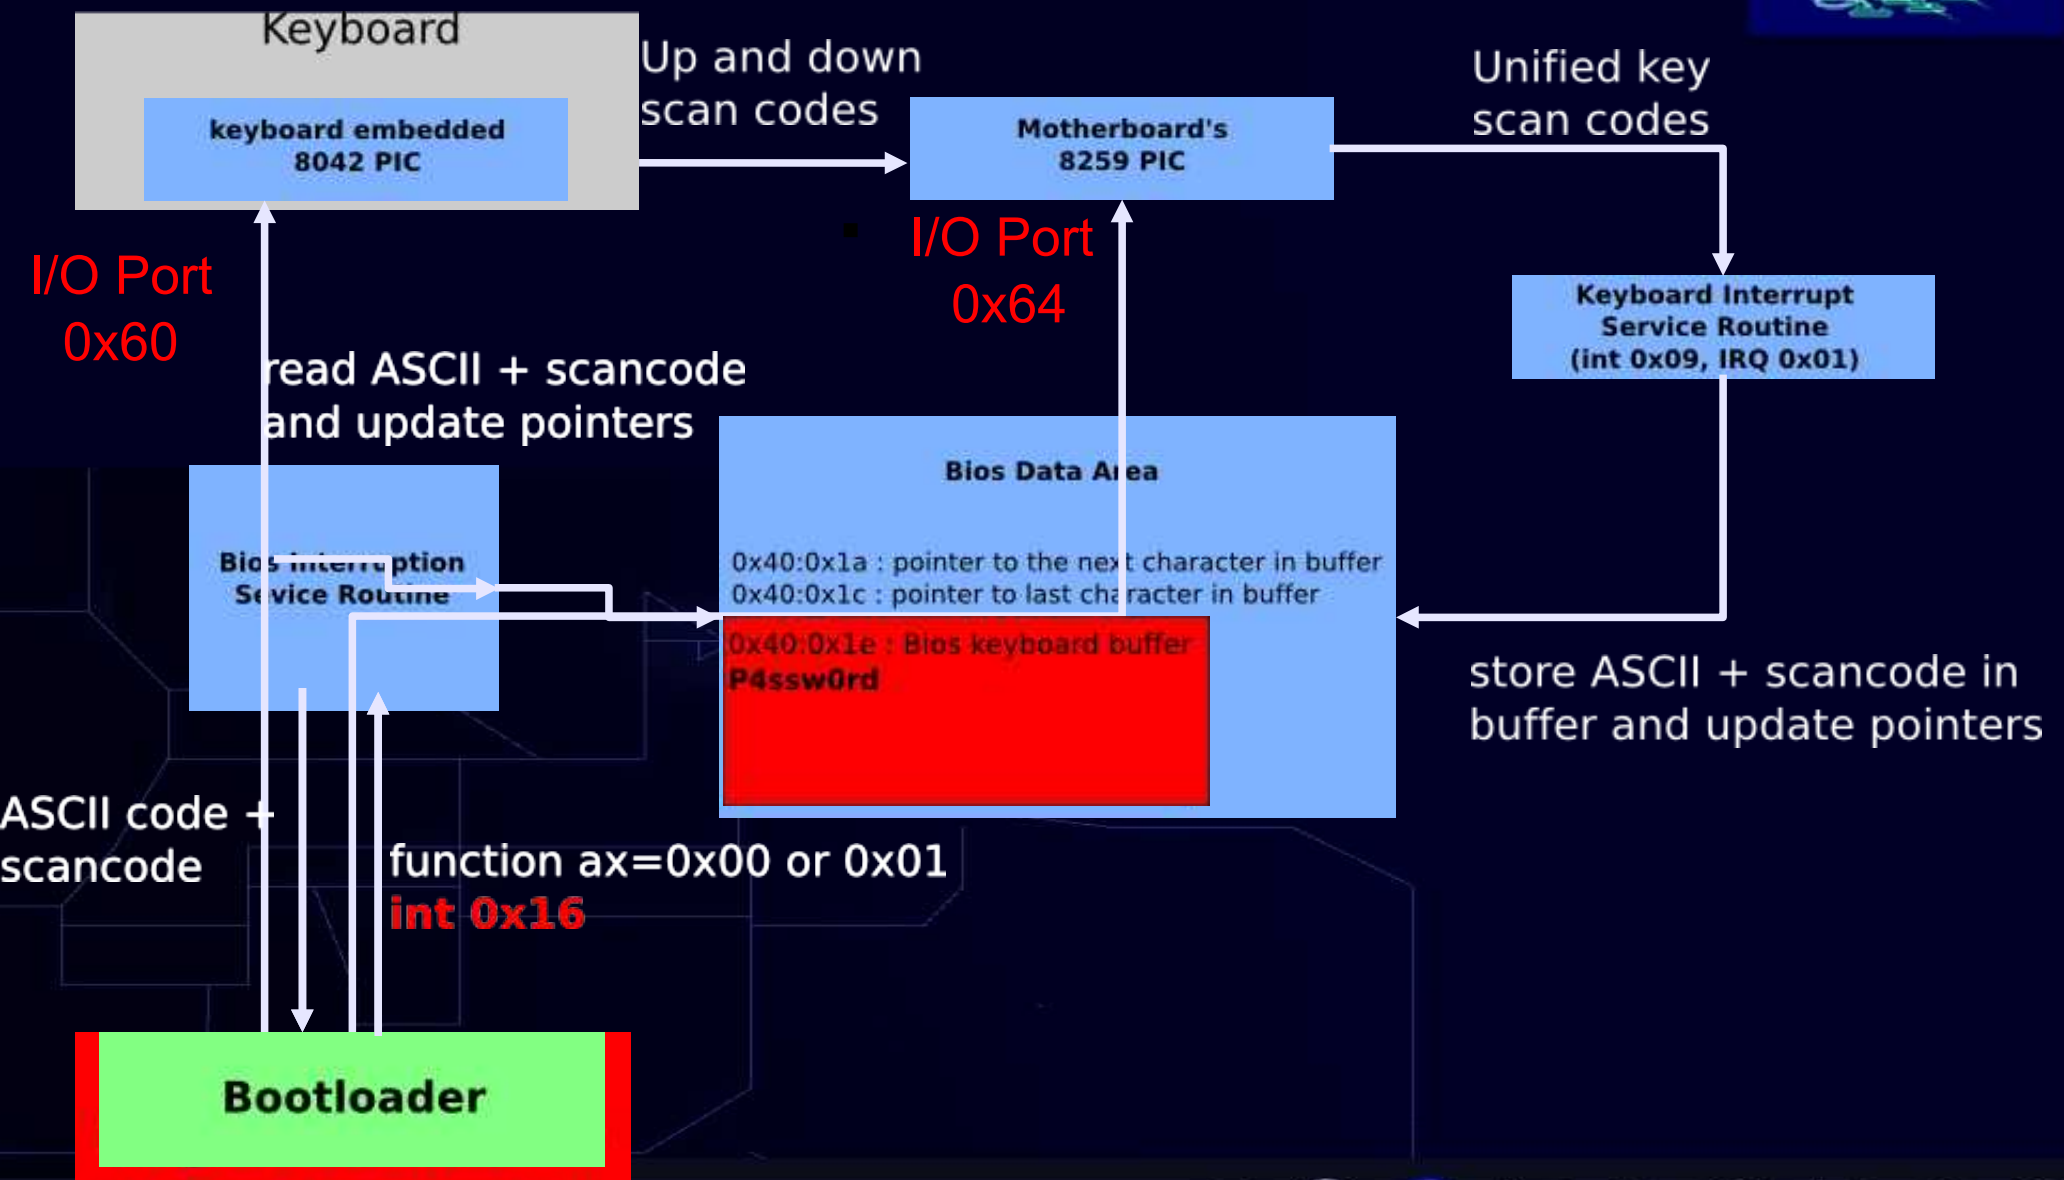 Keyboard
keyboard embedded
8042 PIC
Up and down
scan codes
Motherboard's
8259 PIC
Unified key
scan codes
I/O Port
0x60
I/O Port
0x64
Keyboard Interrupt
Service Routine
(int 0x09, IRQ 0x01)
read ASCII + scancode
and update pointers
Bios Data Area
0x40:0x1a : pointer to the next character in buffer
0x40:0x1c : pointer to last character in buffer
0x40:0x1e : Bios keyboard buffer
P4ssw0rd
Bios interruption
Sevice Routine
store ASCII + scancode in
buffer and update pointers
ASCII code +
scancode
function ax=0x00 or 0x01
int 0x16
Bootloader